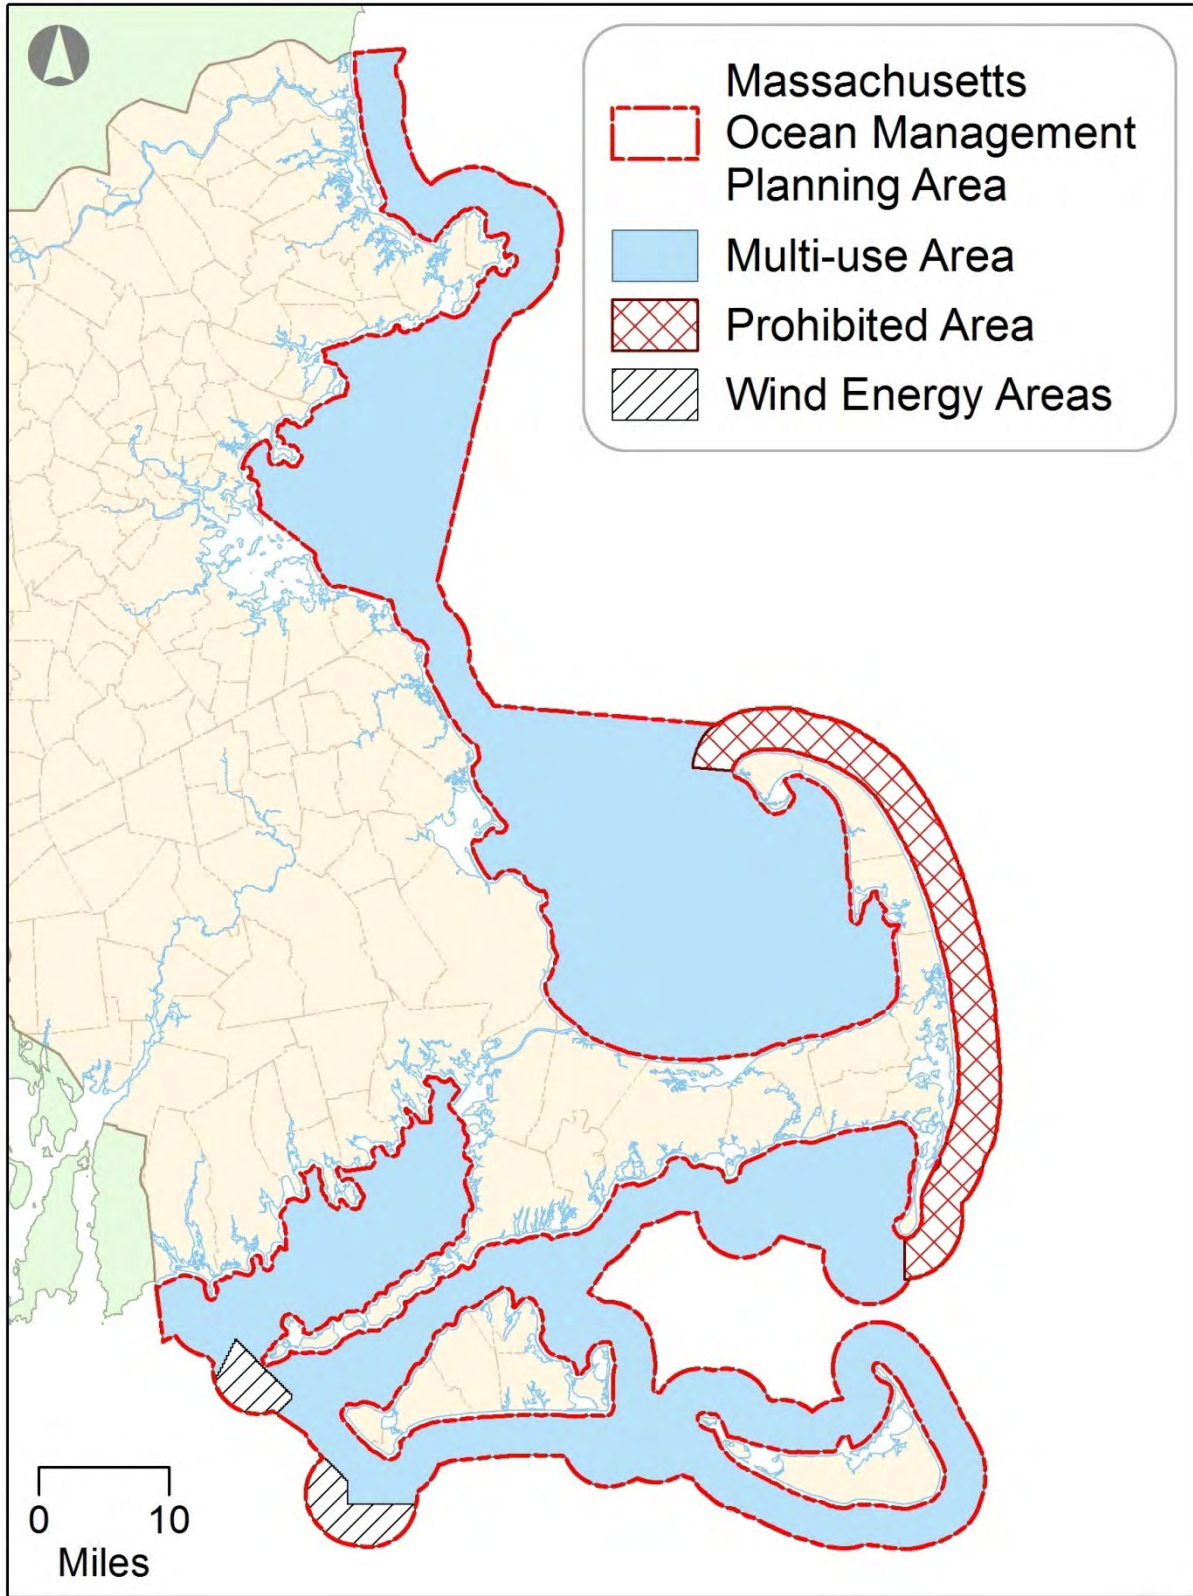 Massachusetts
Ocean Management
Planning Area
Multi-use Area
Prohibited Area
Wind Energy Areas
0 10
Miles